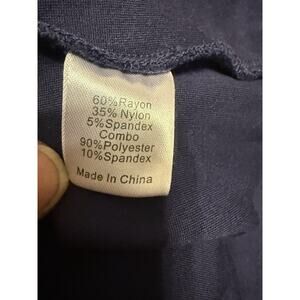 60%Rayon
35%Nylon
5%Spandex
Combo
90%Polyester
10%Spandex
Made In China